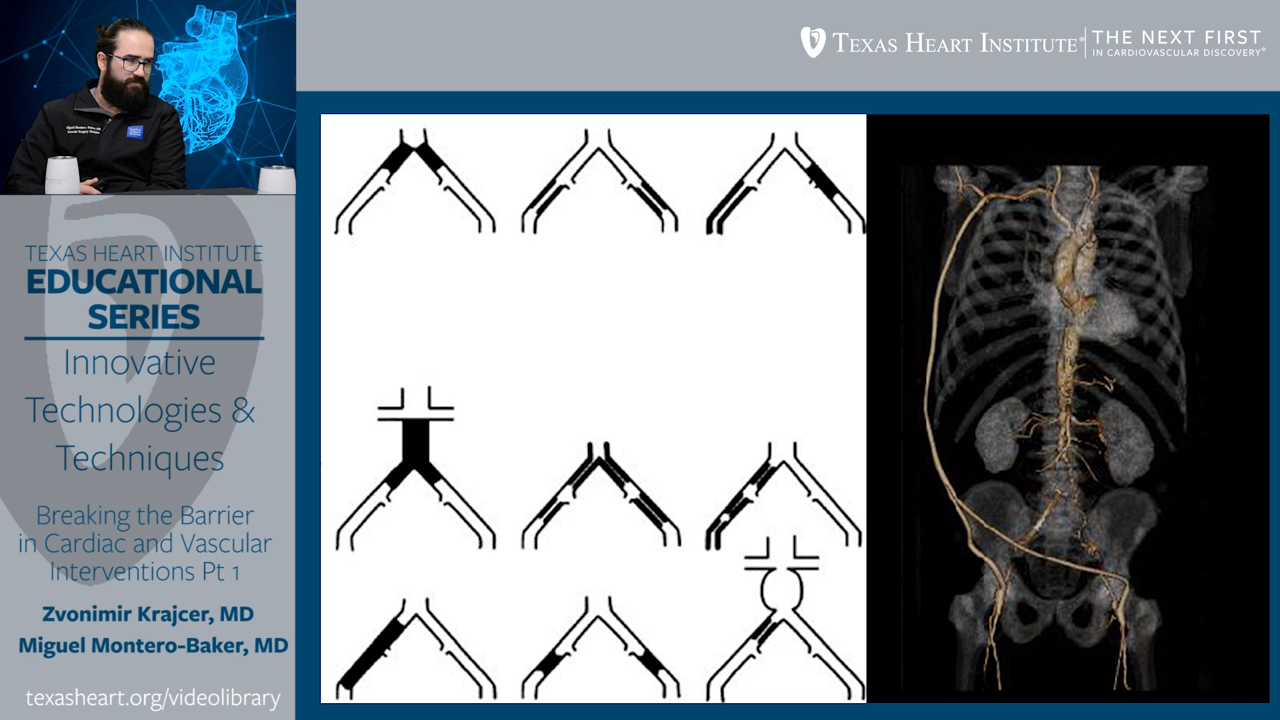 TEXAS HEART INSTITUTE®
THE NEXT FIRST
IN CARDIOVASCULAR DISCOVERY®
TEXAS HEART INSTITUTE
EDUCATIONAL
SERIES
Innovative
Technologies &
Techniques
Breaking the Barrier
in Cardiac and Vascular
Interventions Pt 1
Zvonimir Krajcer, MD
Miguel Montero-Baker, MD
texasheart.org/videolibrary